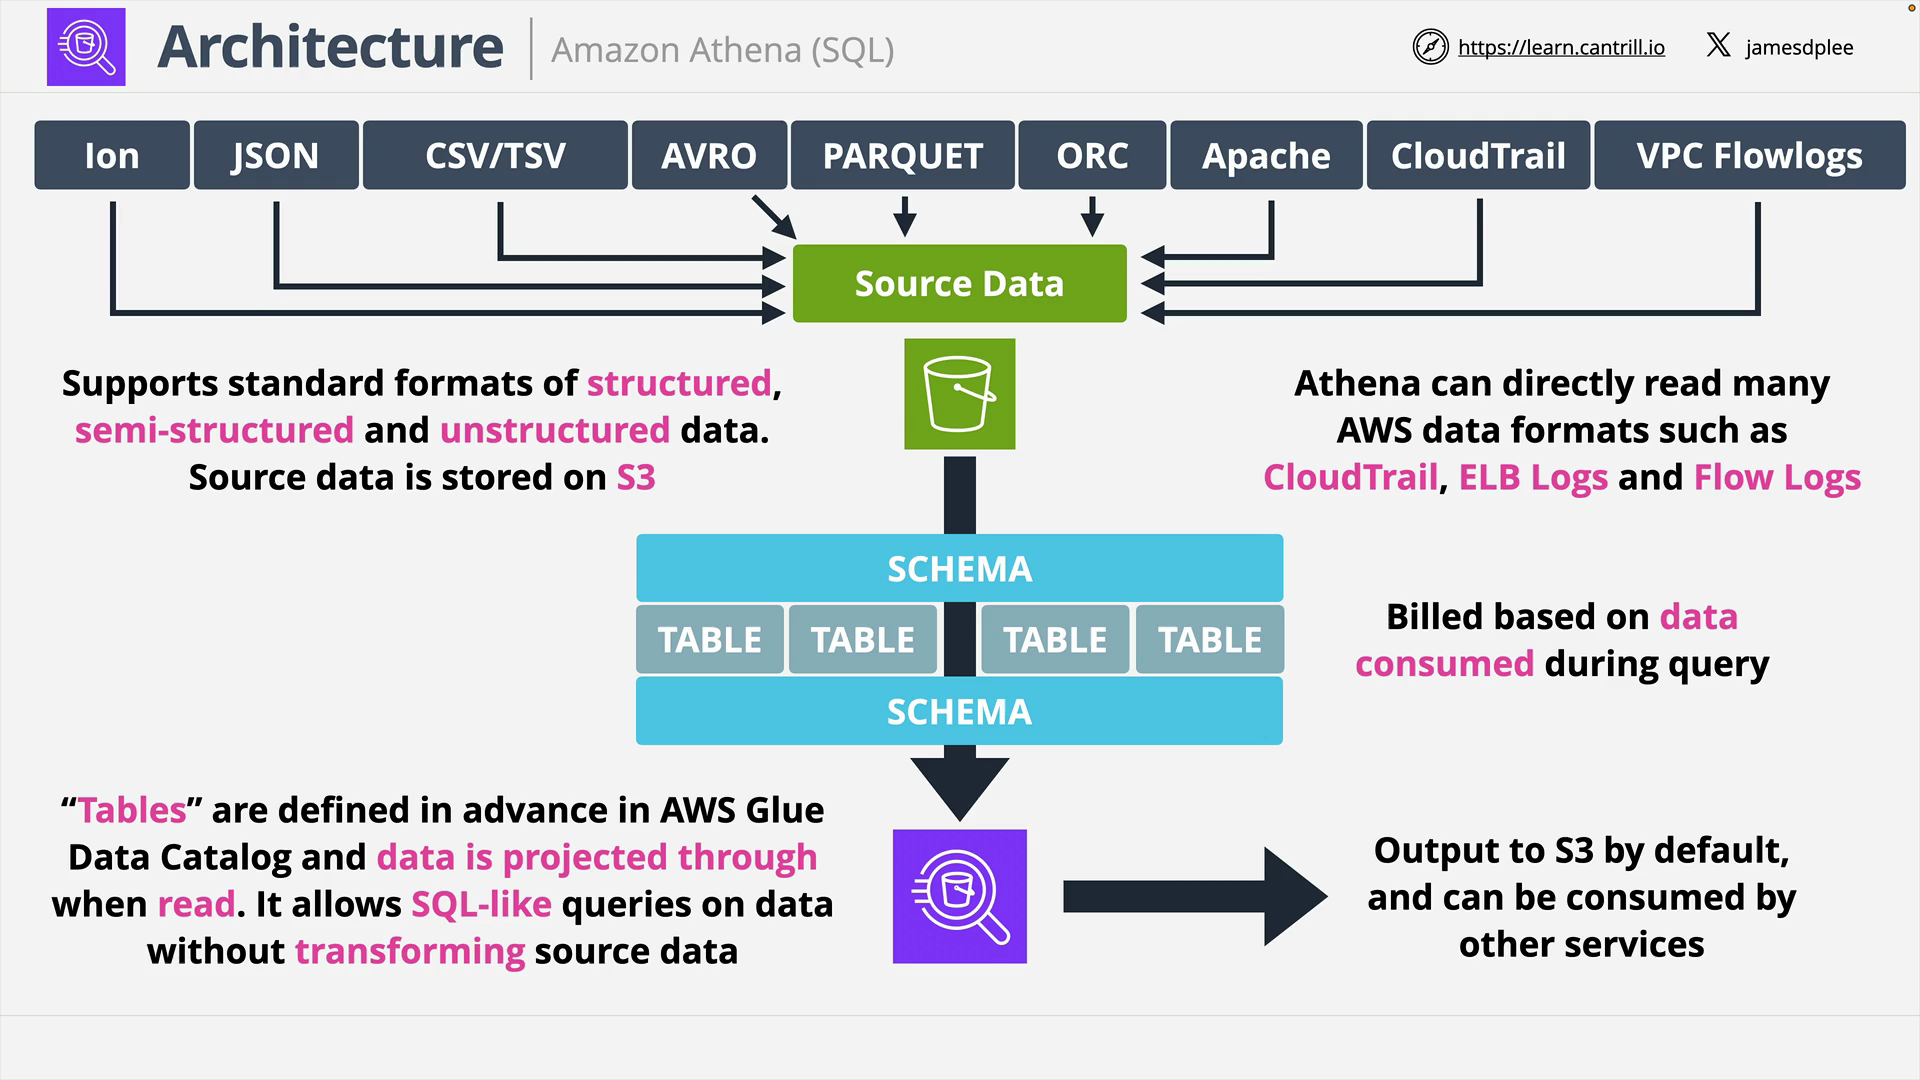 Architecture
Amazon Athena (SQL)
https://learn.cantrill.io
jamesdplee
Ion
JSON
CSV/TSV
AVRO
PARQUET
ORC
Apache
CloudTrail
VPC Flowlogs
Source Data
Supports standard formats of structured,
semi-structured and unstructured data.
Source data is stored on S3
Athena can directly read many
AWS data formats such as
CloudTrail, ELB Logs and Flow Logs
SCHEMA
TABLE
TABLE
TABLE
TABLE
SCHEMA
Billed based on data
consumed during query
“Tables” are defined in advance in AWS Glue
Data Catalog and data is projected through
when read. It allows SQL-like queries on data
without transforming source data
Output to S3 by default,
and can be consumed by
other services